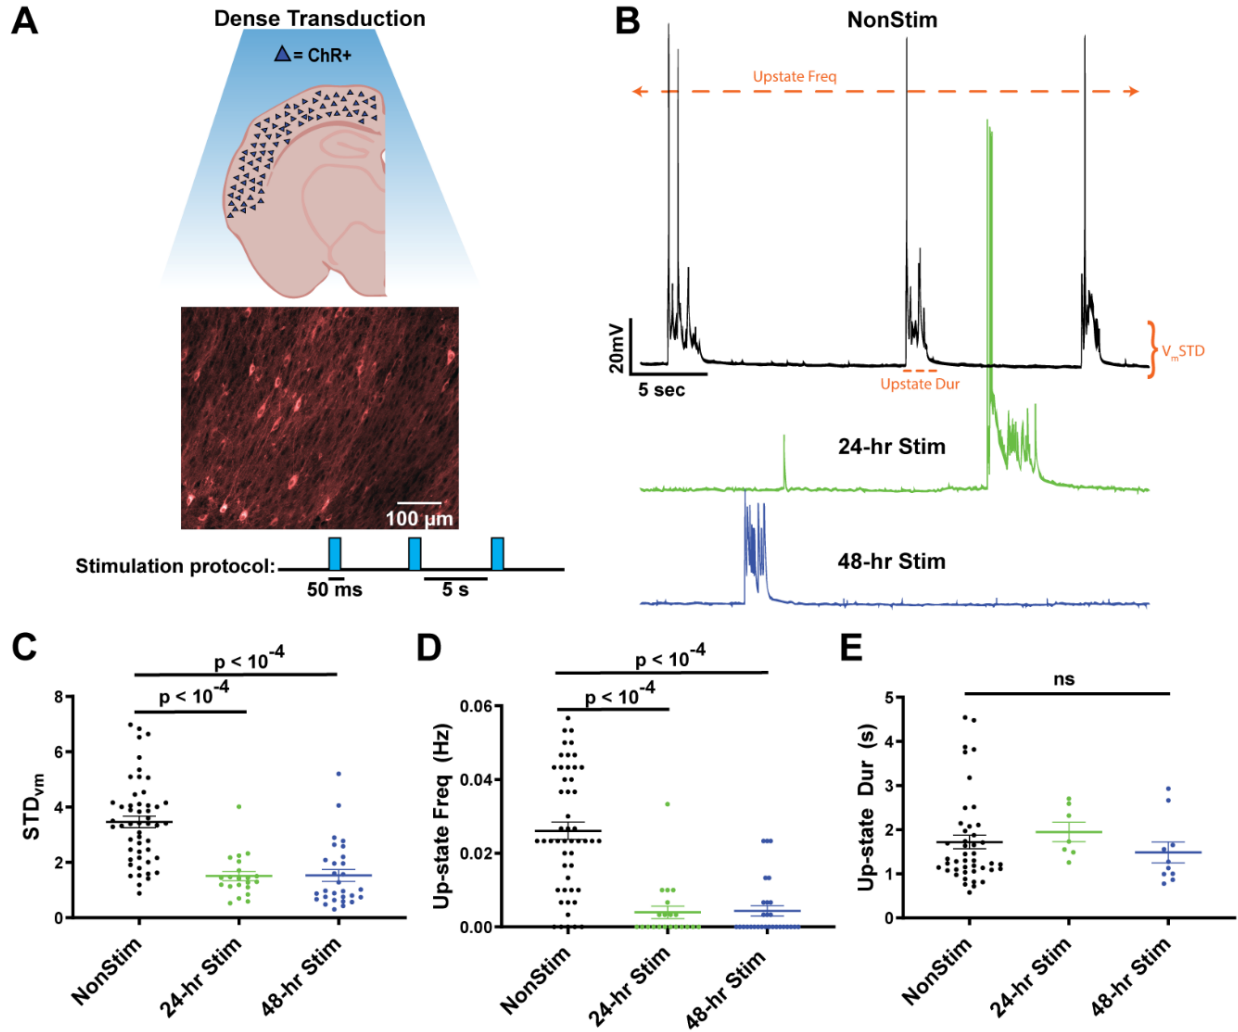 A
Dense Transduction
= ChR+
100 µm
Stimulation protocol:
50 ms
5 s
B
NonStim
Upstate Freq
20mV
5 sec
Upstate Dur
VmSTD
24-hr Stim
48-hr Stim
C
p < 10-4
p < 10-4
STDvm
8
6
4
2
0
NonStim
24-hr Stim
48-hr Stim
D
p < 10-4
p < 10-4
Up-state Freq (Hz)
0.06
0.04
0.02
0.00
NonStim
24-hr Stim
48-hr Stim
E
ns
Up-state Dur (s)
5
4
3
2
1
0
NonStim
24-hr Stim
48-hr Stim